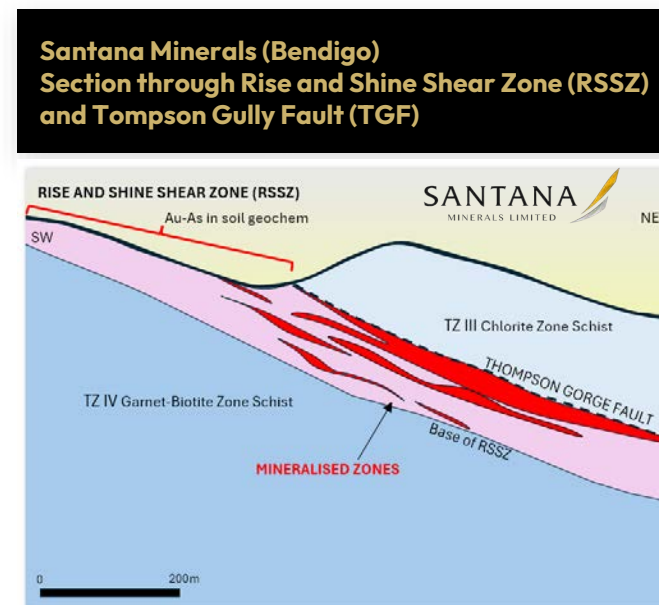 Santana Minerals (Bendigo)
Section through Rise and Shine Shear Zone (RSSZ)
and Tompson Gully Fault (TGF)
RISE AND SHINE SHEAR ZONE (RSSZ)
SANTANA
MINERALS LIMITED
Au-As in soil geochem
NE
SW
TZ III Chlorite Zone Schist
THOMPSON GORGE FAULT
TZ IV Garnet-Biotite Zone Schist
Base of RSSZ
MINERALISED ZONES
0
200m